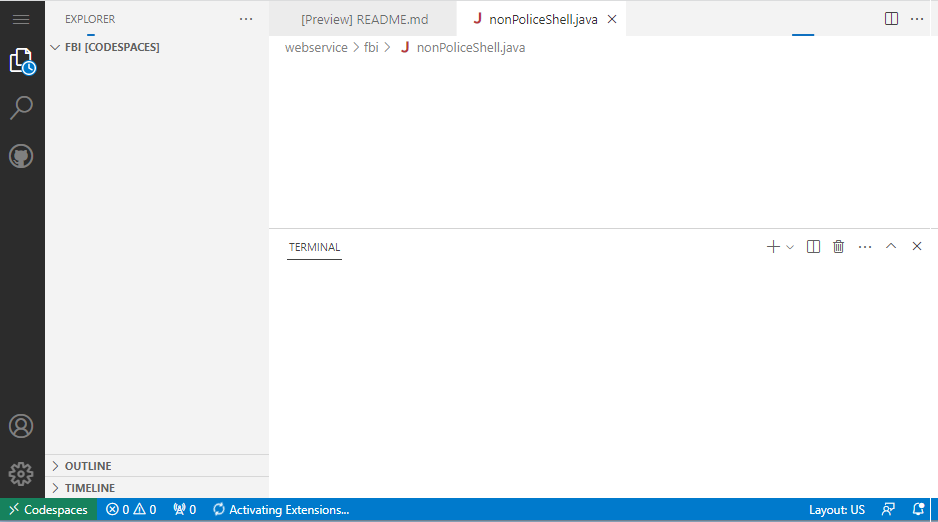 EXPLORER
[Preview] README.md
J nonPoliceShell.java
FBI [CODESPACES]
webservice > fbi > J nonPoliceShell.java
TERMINAL
OUTLINE
TIMELINE
Codespaces 0 0 0 Activating Extensions... Layout: US